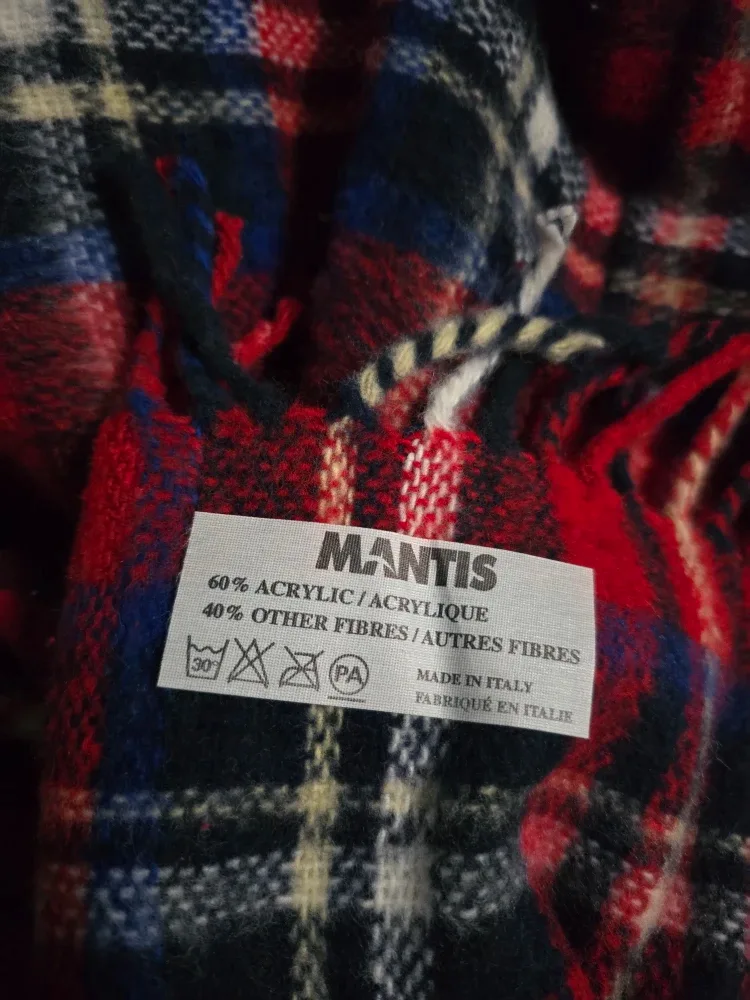 MANTIS
60% ACRYLIC / ACRYLIQUE
40% OTHER FIBRES / AUTRES FIBRES
30° PA
MADE IN ITALY
FABRIQUÉ EN ITALIE